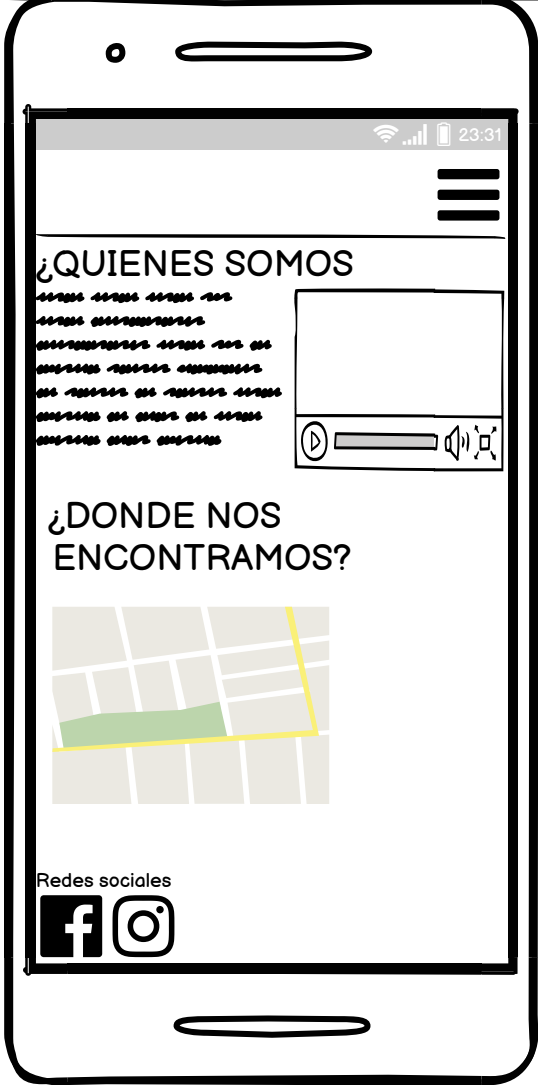 23:31
¿QUIENES SOMOS
¿DONDE NOS
ENCONTRAMOS?
Redes sociales